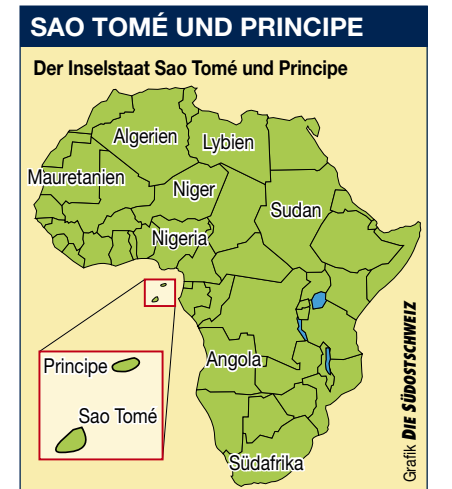 SAO TOMÉ UND PRINCIPE
Der Inselstaat Sao Tomé und Principe
Algerien
Lybien
Mauretanien
Niger
Sudan
Nigeria
Principe
Angola
Sao Tomé
Südafrika
Grafik DIE SÜDOSTSCHWEIZ